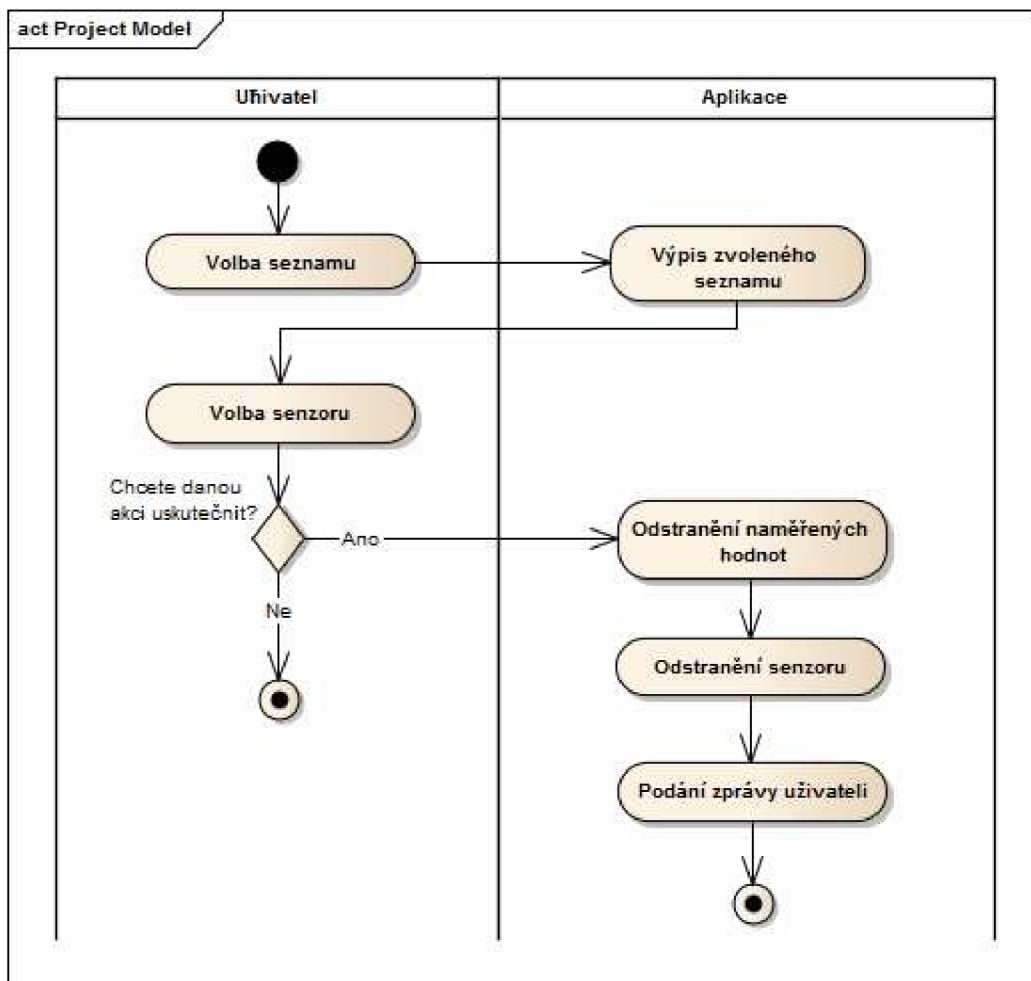 act Project Model
Uħivatel
Aplikace
Volba seznamu
Výpis zvoleného
seznamu
Volba senzoru
Chcete danou
akci uskutečnit?
Ano
Odstranění naměřených
hodnot
Ne
Odstranění senzoru
Podání zprávy uživateli